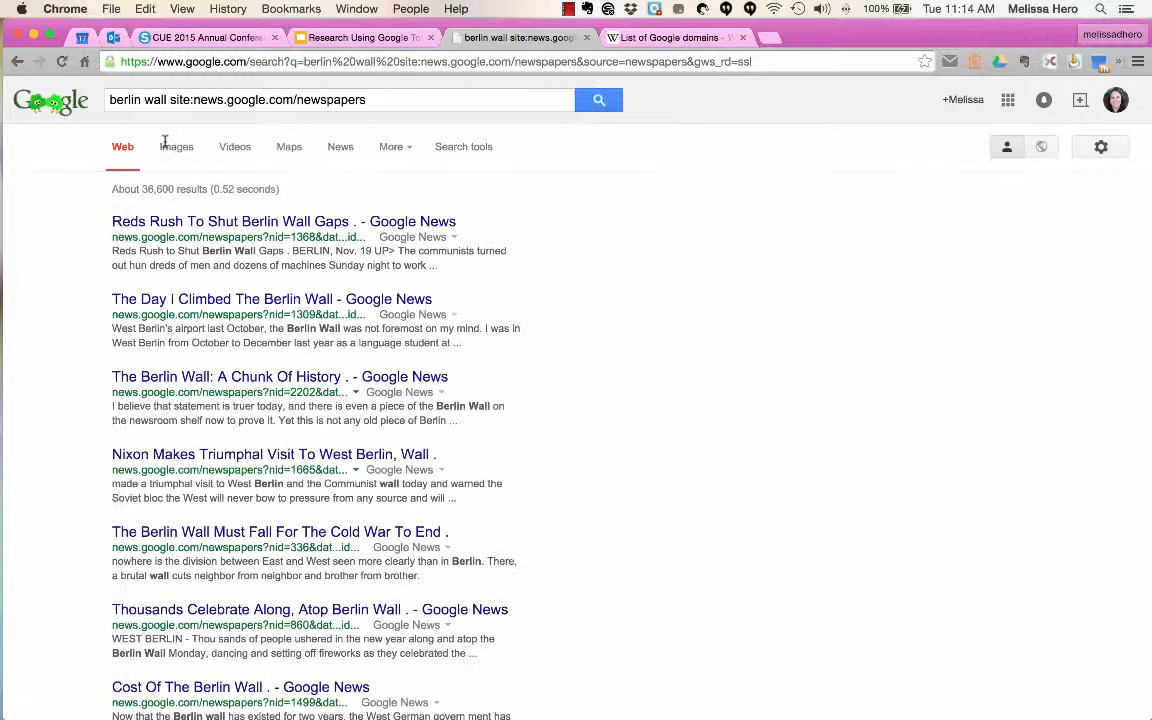 Chrome File Edit View History Bookmarks Window People Help 100% Tue 11:14 AM Melissa Hero
17 CUE 2015 Annual Confere Research Using Google To berlin wall site:news.goog List of Google domains - W melissadhero
https://www.google.com/search?q=berlin%20wall%20site:news.google.com/newspapers&source=newspapers&gws_rd=ssl
Google berlin wall site:news.google.com/newspapers +Melissa
Web Images Videos Maps News More Search tools
About 36,600 results (0.52 seconds)
Reds Rush To Shut Berlin Wall Gaps . - Google News
news.google.com/newspapers?nid=1368&dat...id... Google News
Reds Rush to Shut Berlin Wall Gaps . BERLIN, Nov. 19 UP> The communists turned
out hun dreds of men and dozens of machines Sunday night to work ...
The Day I Climbed The Berlin Wall - Google News
news.google.com/newspapers?nid=1309&dat...id... Google News
West Berlin's airport last October, the Berlin Wall was not foremost on my mind. I was in
West Berlin from October to December last year as a language student at ...
The Berlin Wall: A Chunk Of History . - Google News
news.google.com/newspapers?nid=2202&dat... Google News
I believe that statement is truer today, and there is even a piece of the Berlin Wall on
the newsroom shelf now to prove it. Yet this is not any old piece of Berlin ...
Nixon Makes Triumphal Visit To West Berlin, Wall .
news.google.com/newspapers?nid=1665&dat... Google News
made a triumphal visit to West Berlin and the Communist wall today and warned the
Soviet bloc the West will never bow to pressure from any source and will ...
The Berlin Wall Must Fall For The Cold War To End .
news.google.com/newspapers?nid=336&dat...id... Google News
nowhere is the division between East and West seen more clearly than in Berlin. There,
a brutal wall cuts neighbor from neighbor and brother from brother.
Thousands Celebrate Along, Atop Berlin Wall . - Google News
news.google.com/newspapers?nid=860&dat...id... Google News
WEST BERLIN - Thou sands of people ushered in the new year along and atop the
Berlin Wall Monday, dancing and setting off fireworks as they celebrated the ...
Cost Of The Berlin Wall . - Google News
news.google.com/newspapers?nid=1499&dat... Google News
Now that the Berlin wall has existed for two years, the West German govern ment has